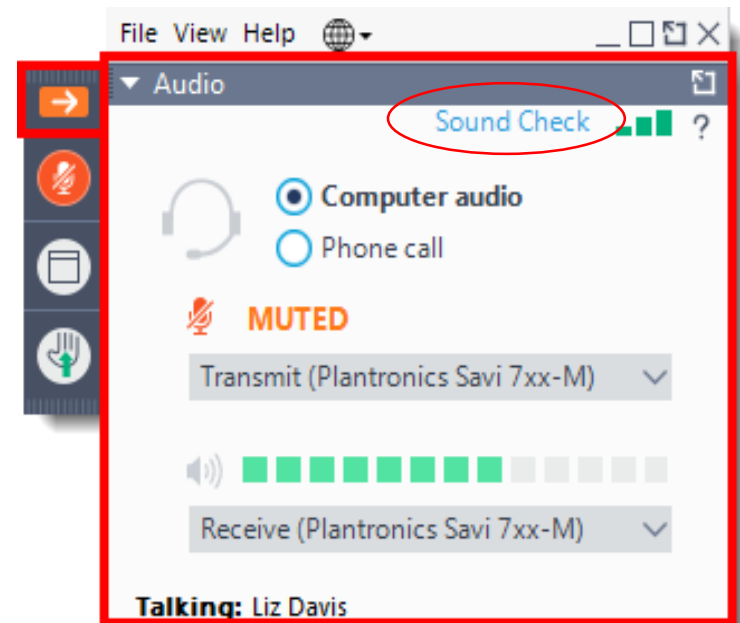 File View Help
Audio
Sound Check ?
Computer audio
Phone call
MUTED
Transmit (Plantronics Savi 7xx-M)
Receive (Plantronics Savi 7xx-M)
Talking: Liz Davis